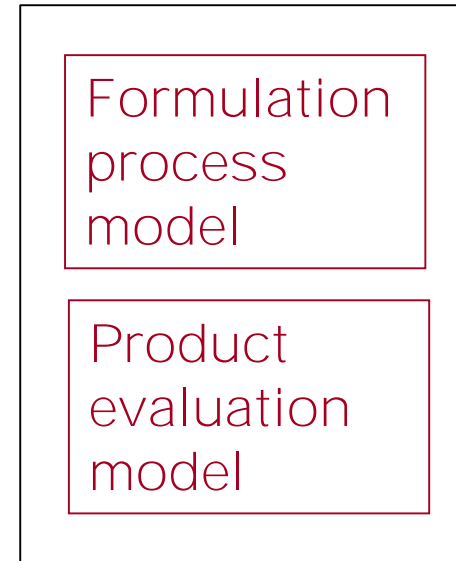 Formulation
process
model
Product
evaluation
model